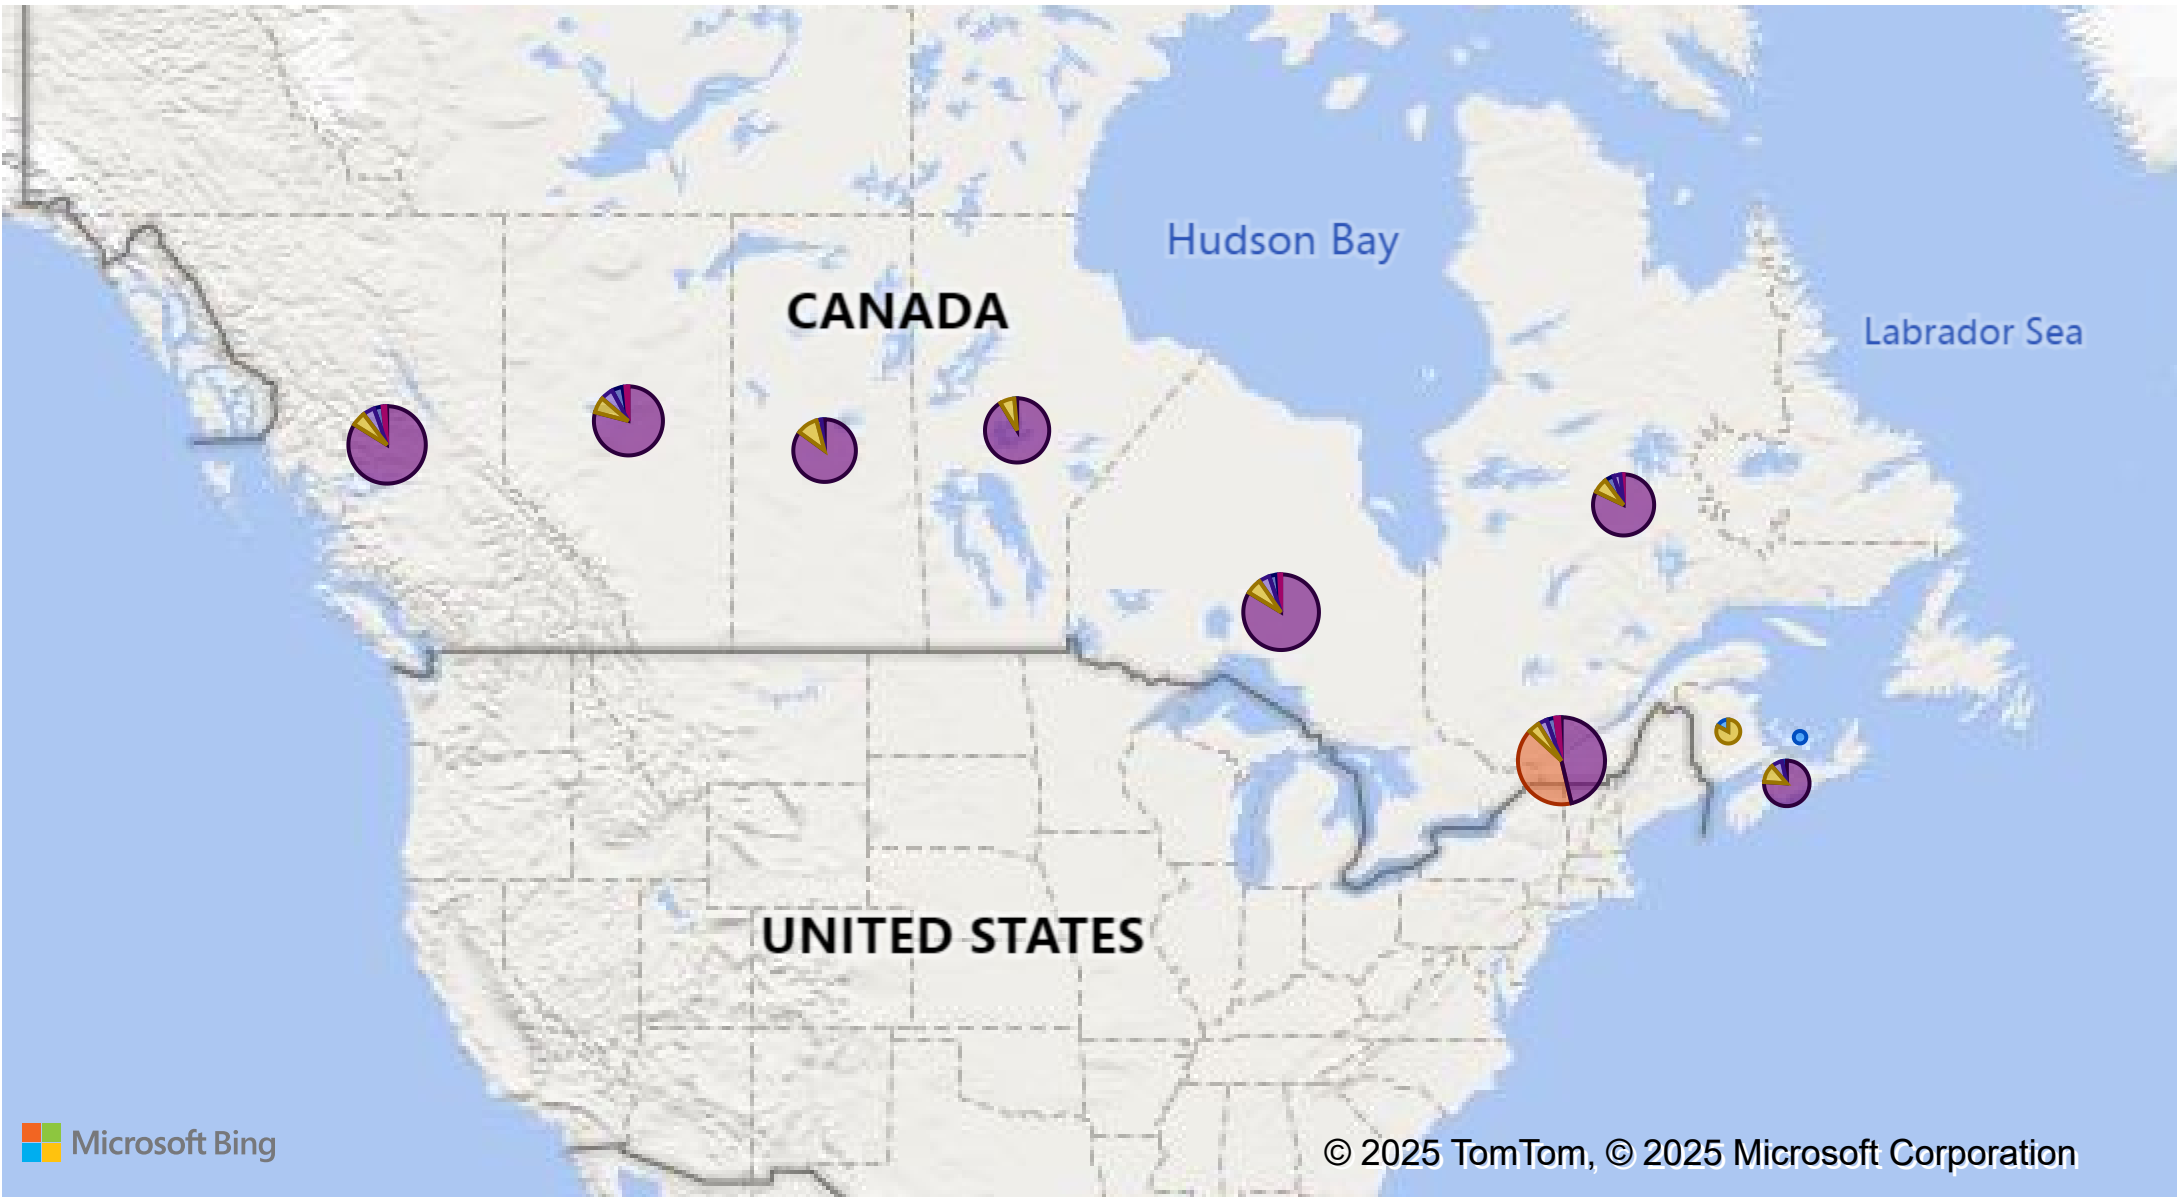 Hudson Bay
CANADA
Labrador Sea
UNITED STATES
Microsoft Bing
© 2025 TomTom, © 2025 Microsoft Corporation